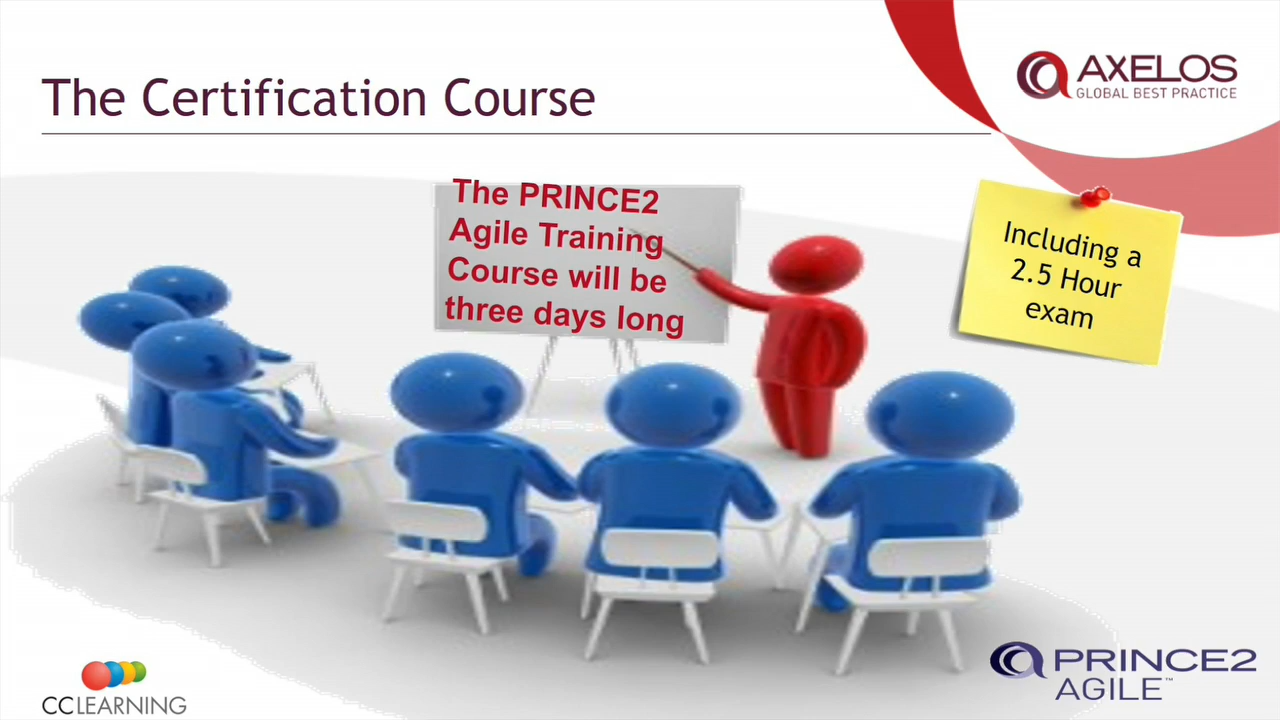 The Certification Course
AXELOS
GLOBAL BEST PRACTICE
The PRINCE2
Agile Training
Course will be
three days long
Including a
2.5 Hour
exam
CCLEARNING
PRINCE2
AGILE™